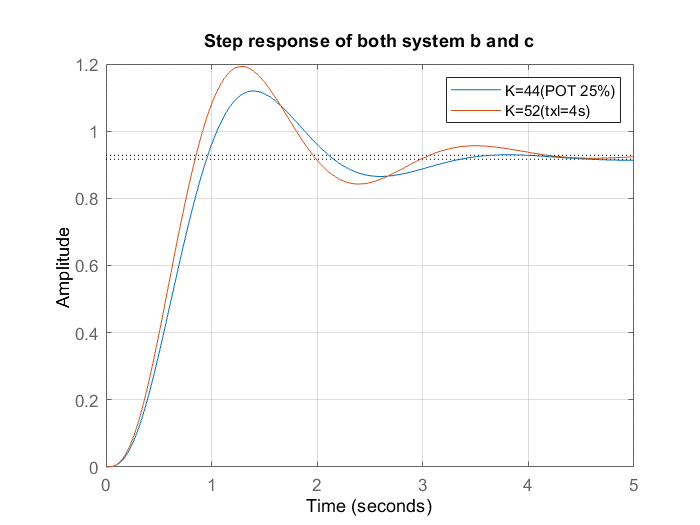 Step response of both system b and c
K=44(POT 25%)
K=52(txl=4s)
Amplitude
1.2
1
0.8
0.6
0.4
0.2
0
0 1 2 3 4 5
Time (seconds)